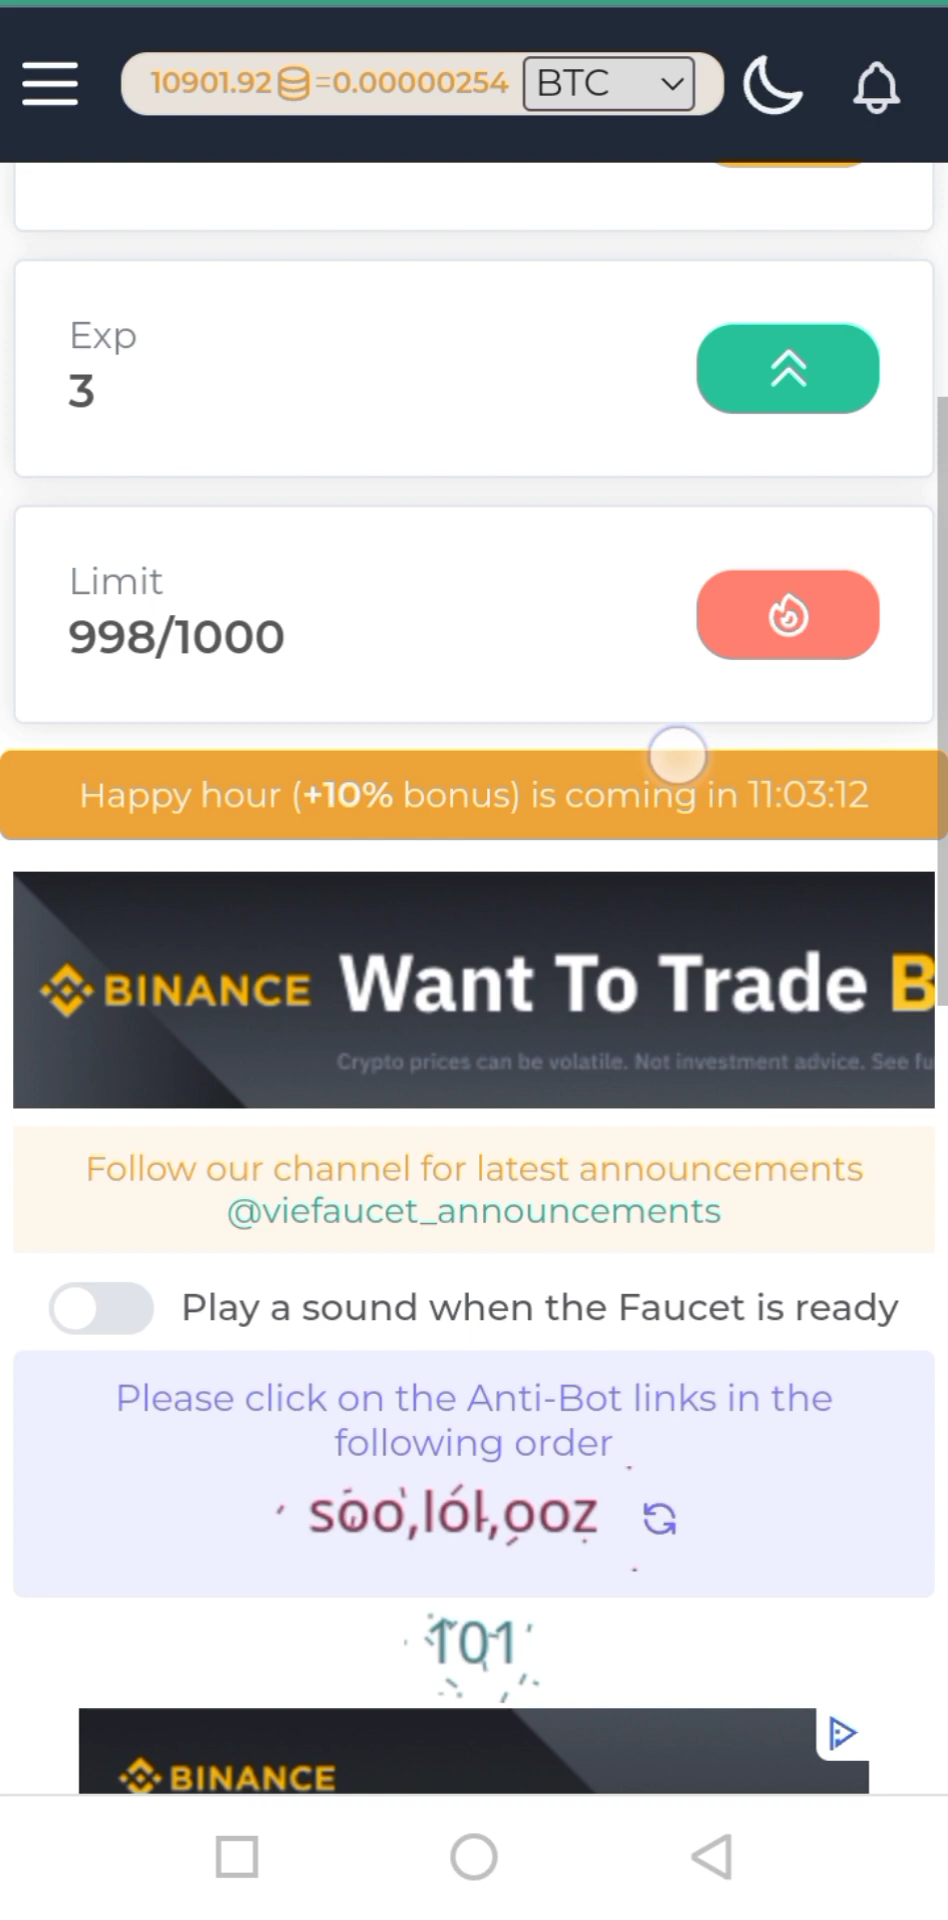 10901.92=0.00000254 BTC
Exp
3
Limit
998/1000
Happy hour (+10% bonus) is coming in 11:03:12
BINANCE Want To Trade B
Crypto prices can be volatile. Not investment advice. See fu
Follow our channel for latest announcements
@viefaucet_announcements
Play a sound when the Faucet is ready
Please click on the Anti-Bot links in the
following order
soo,lol,ooz
101
BINANCE